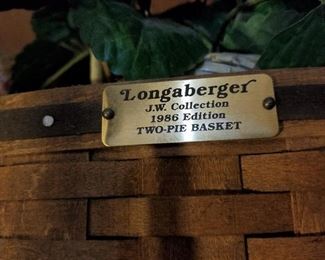 Longaberger
J.W. Collection
1986 Edition
TWO-PIE BASKET